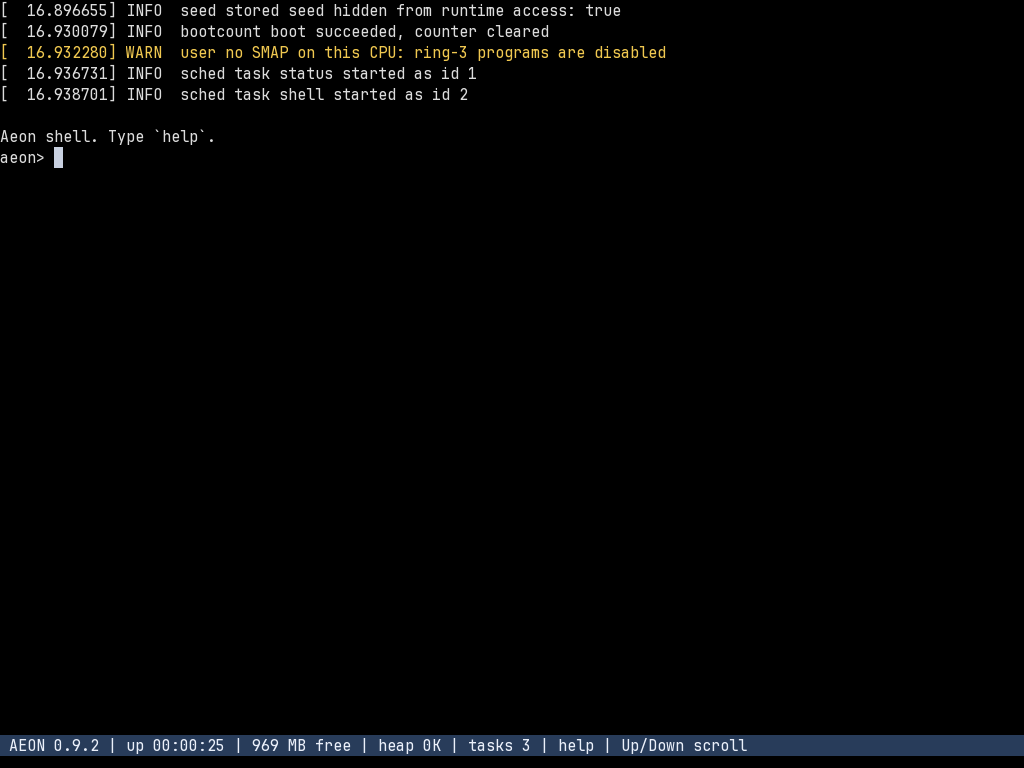 [  16.896655] INFO  seed stored seed hidden from runtime access: true
[  16.930079] INFO  bootcount boot succeeded, counter cleared
[  16.932280] WARN  user no SMAP on this CPU: ring-3 programs are disabled
[  16.936731] INFO  sched task status started as id 1
[  16.938701] INFO  sched task shell started as id 2
Aeon shell. Type `help`.
aeon>
AEON 0.9.2 | up 00:00:25 | 969 MB free | heap OK | tasks 3 | help | Up/Down scroll